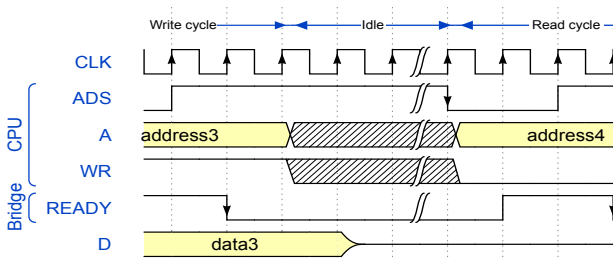 Write cycle Idle Read cycle
CLK
ADS
A address3 address4
WR
READY
D data3
CPU
Bridge